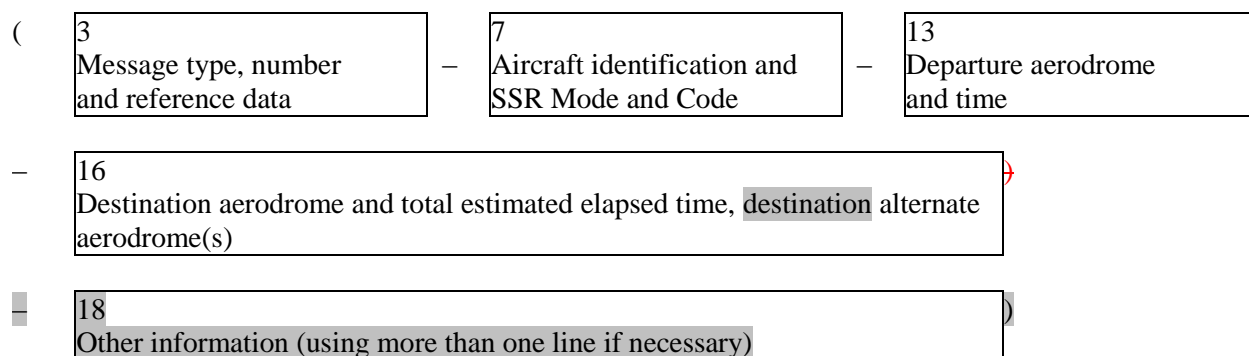 ( 3 7 13
Message type, number – Aircraft identification and – Departure aerodrome
and reference data SSR Mode and Code and time
– 16 )
Destination aerodrome and total estimated elapsed time, destination alternate
aerodrome(s)
– 18 )
Other information (using more than one line if necessary)